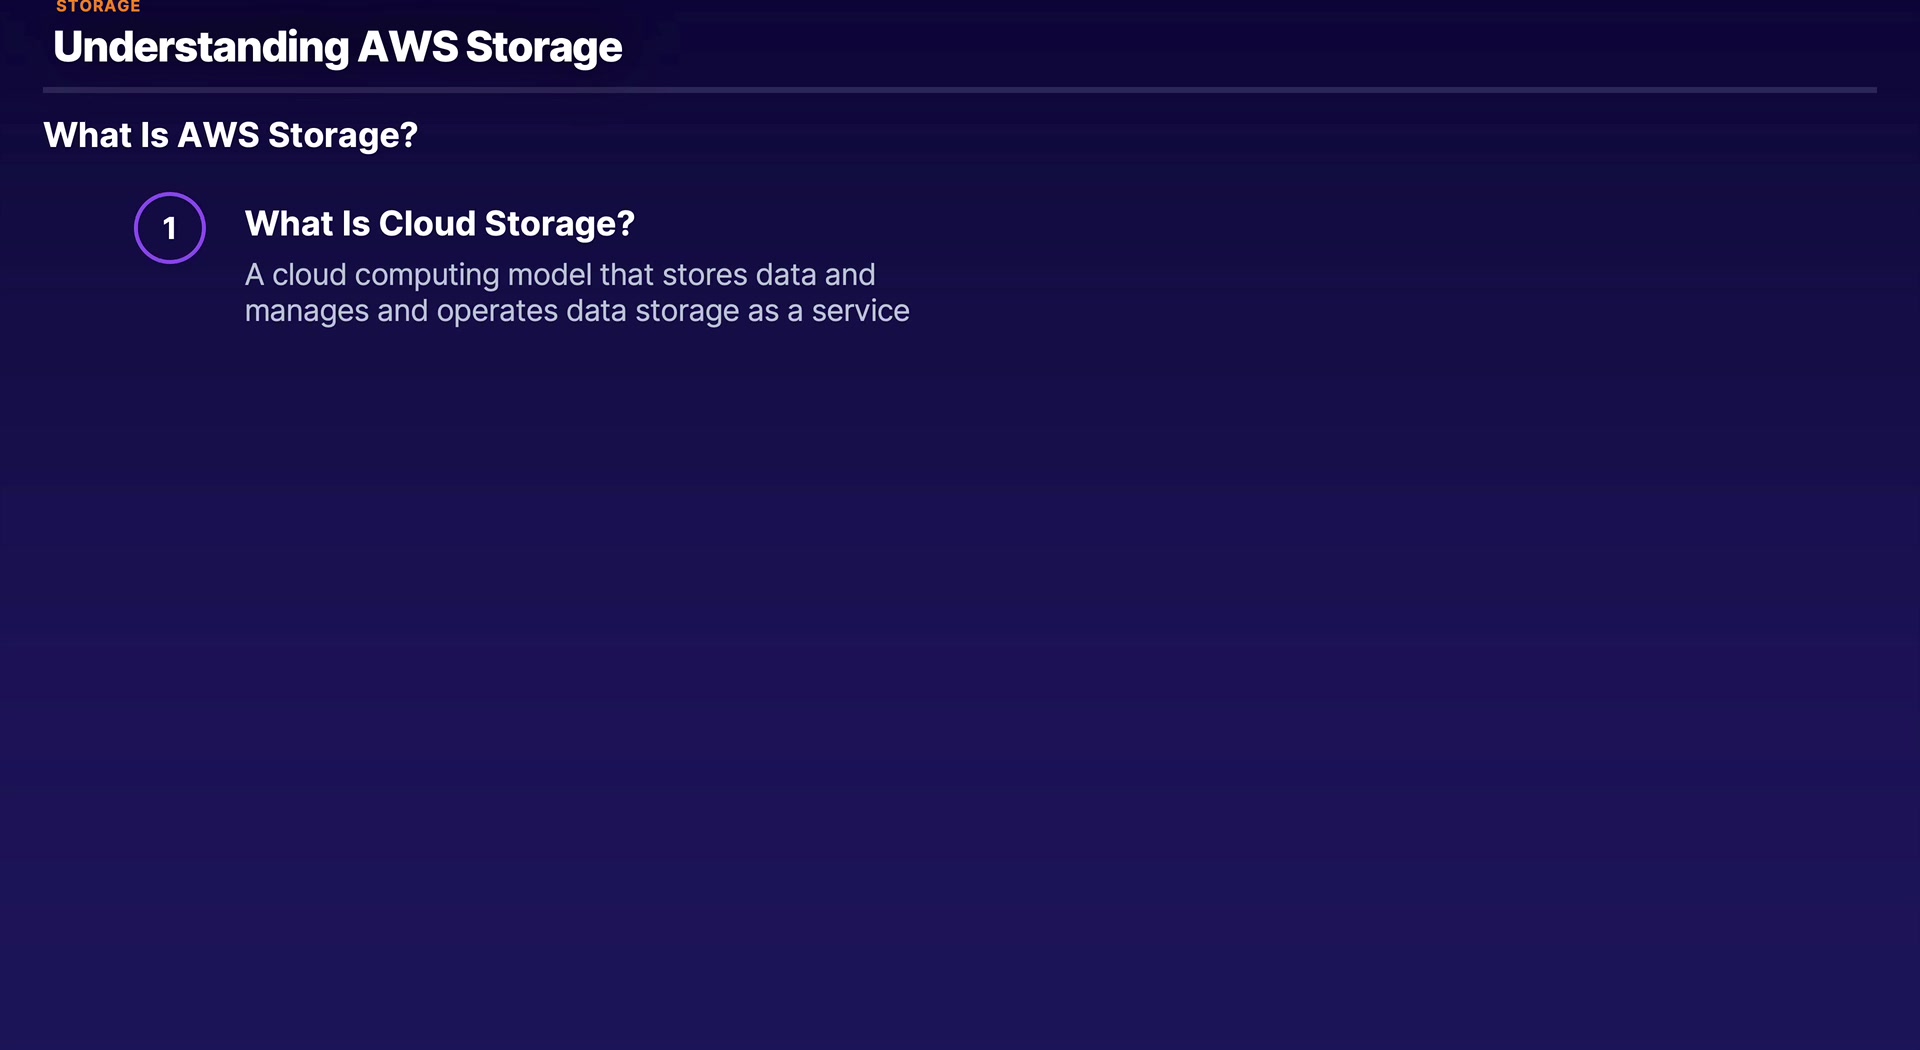 STORAGE
Understanding AWS Storage
What Is AWS Storage?
1
What Is Cloud Storage?
A cloud computing model that stores data and
manages and operates data storage as a service